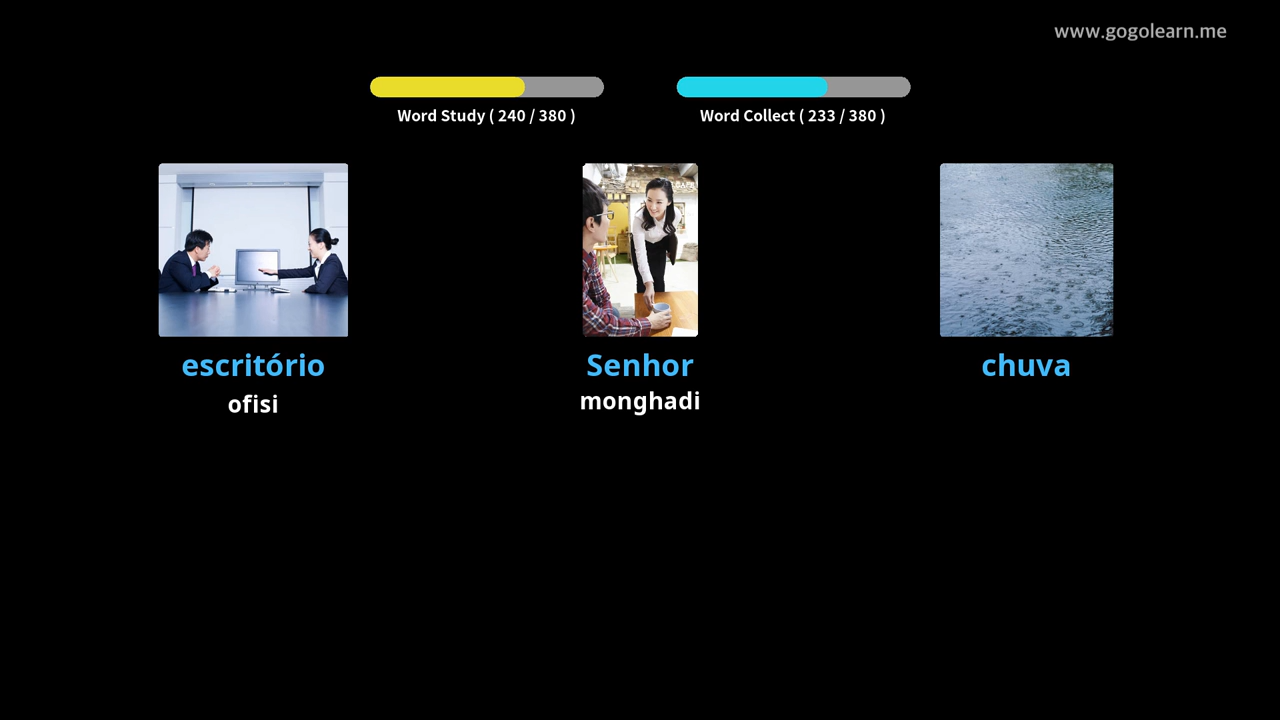 www.gogolearn.me
Word Study ( 240 / 380 )
Word Collect ( 233 / 380 )
escritório
Senhor
chuva
ofisi
monghadi